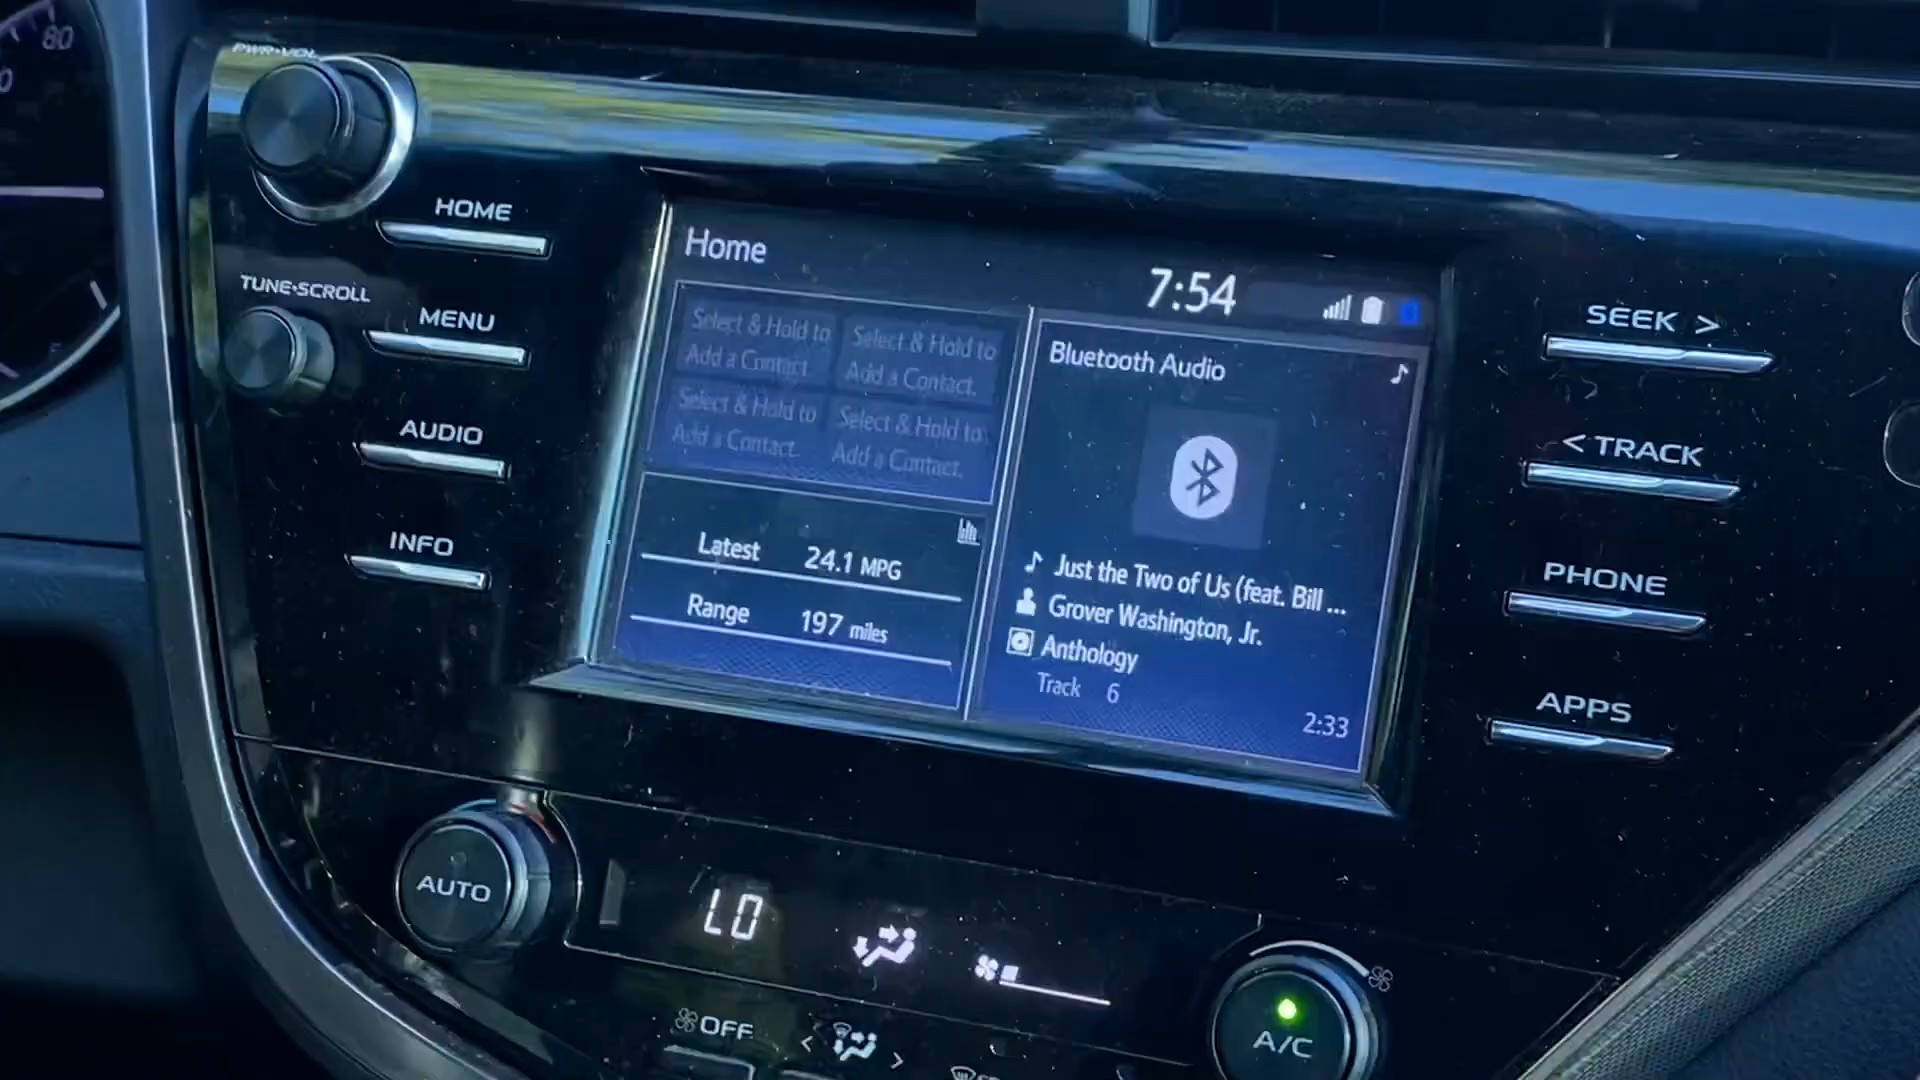 80
0
PWR•VOL
HOME
TUNE•SCROLL
MENU
AUDIO
INFO
Home
7:54
Select & Hold to
Add a Contact.
Select & Hold to
Add a Contact.
Select & Hold to
Add a Contact.
Select & Hold to
Add a Contact.
Latest 24.1 MPG
Range 197 miles
Bluetooth Audio
Just the Two of Us (feat. Bill ...
Grover Washington, Jr.
Anthology
Track 6
2:33
SEEK >
< TRACK
PHONE
APPS
AUTO
LO
OFF
< >
A/C